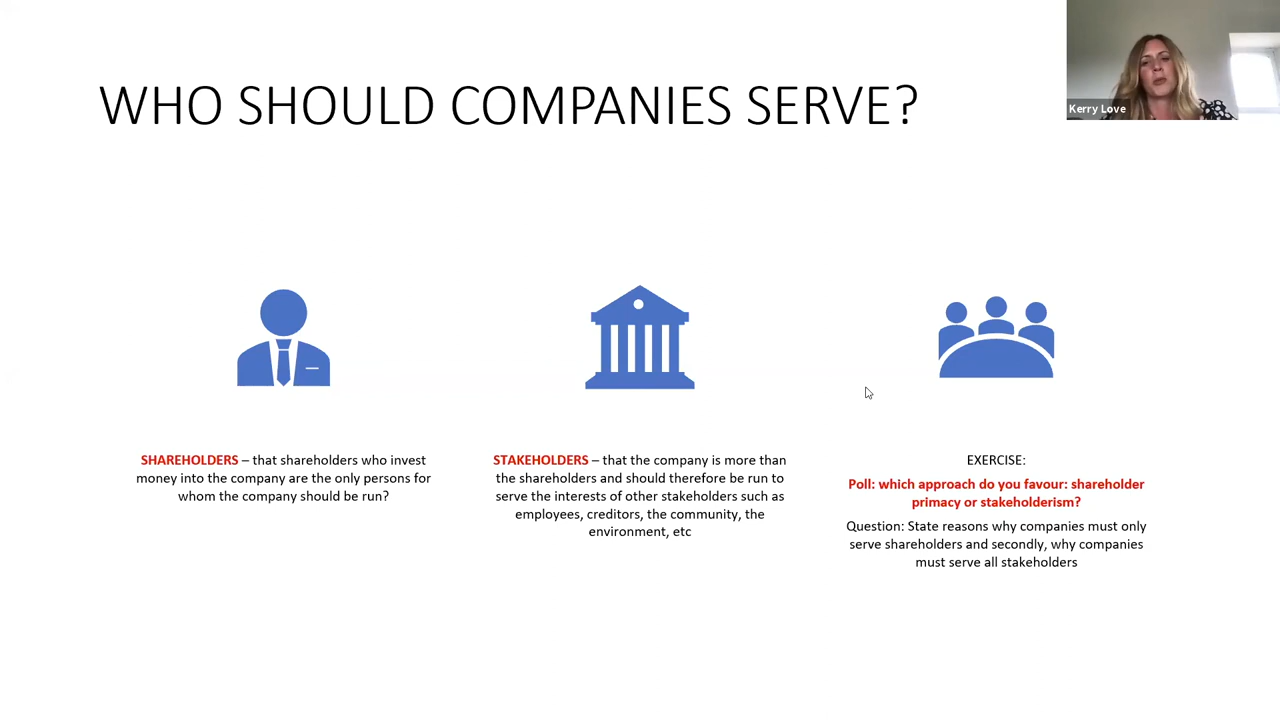 WHO SHOULD COMPANIES SERVE?
Kerry Love
SHAREHOLDERS – that shareholders who invest
money into the company are the only persons for
whom the company should be run?
STAKEHOLDERS – that the company is more than
the shareholders and should therefore be run to
serve the interests of other stakeholders such as
employees, creditors, the community, the
environment, etc
EXERCISE:
Poll: which approach do you favour: shareholder
primacy or stakeholderism?
Question: State reasons why companies must only
serve shareholders and secondly, why companies
must serve all stakeholders